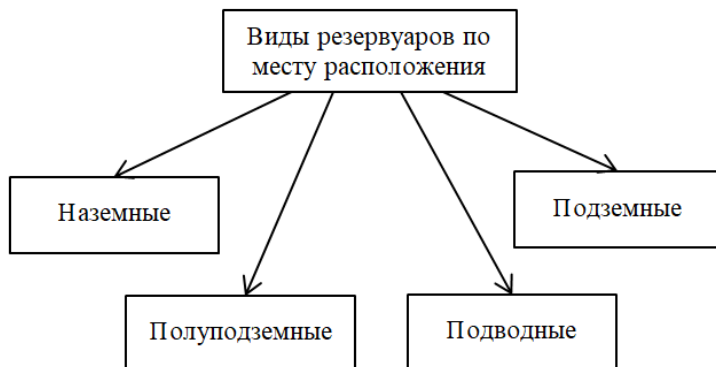 Виды резервуаров по
месту расположения
Наземные
Подземные
Полуподземные
Подводные